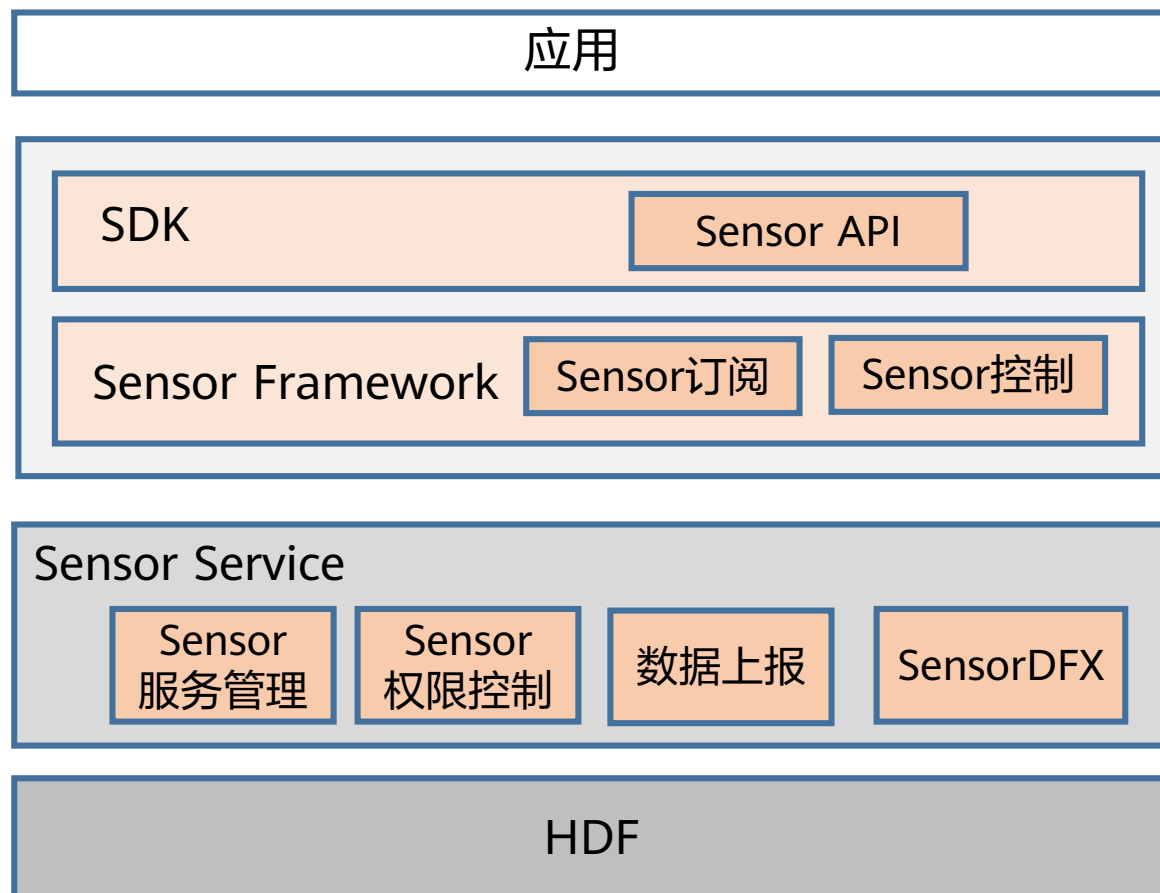 应用
SDK
Sensor API
Sensor Framework
Sensor订阅
Sensor控制
Sensor Service
Sensor
服务管理
Sensor
权限控制
数据上报
SensorDFX
HDF